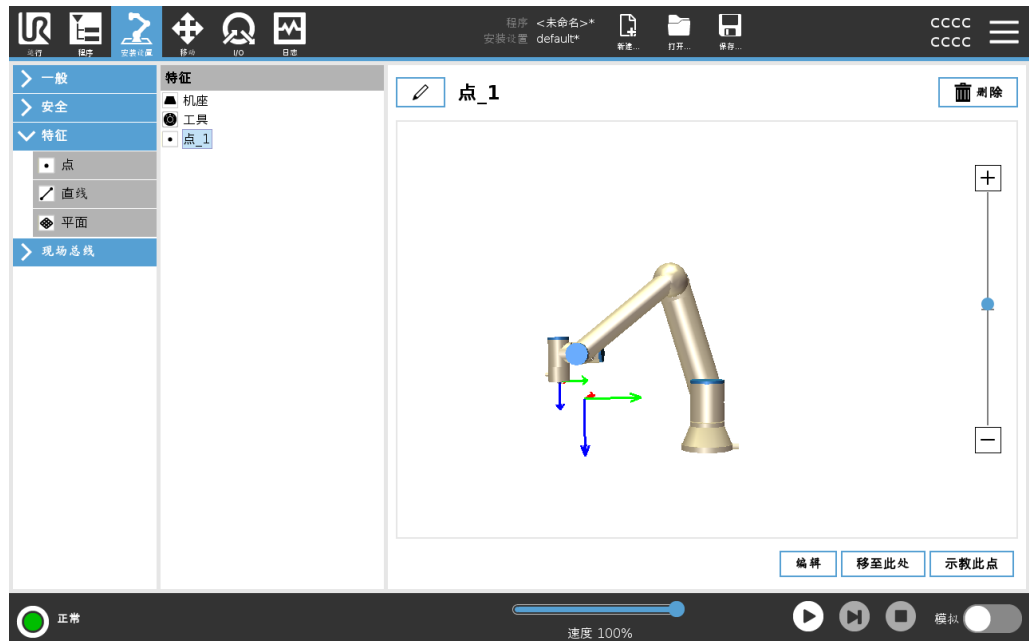 UR
运行
程序
安装设置
移动
I/O
日志
程序 <未命名>*
安装设置 default*
新建...
打开...
保存...
CCCC
CCCC
一般
安全
特征
点
直线
平面
现场总线
特征
机座
工具
点_1
点_1
删除
编辑
移至此处
示教此点
正常
速度 100%
模拟